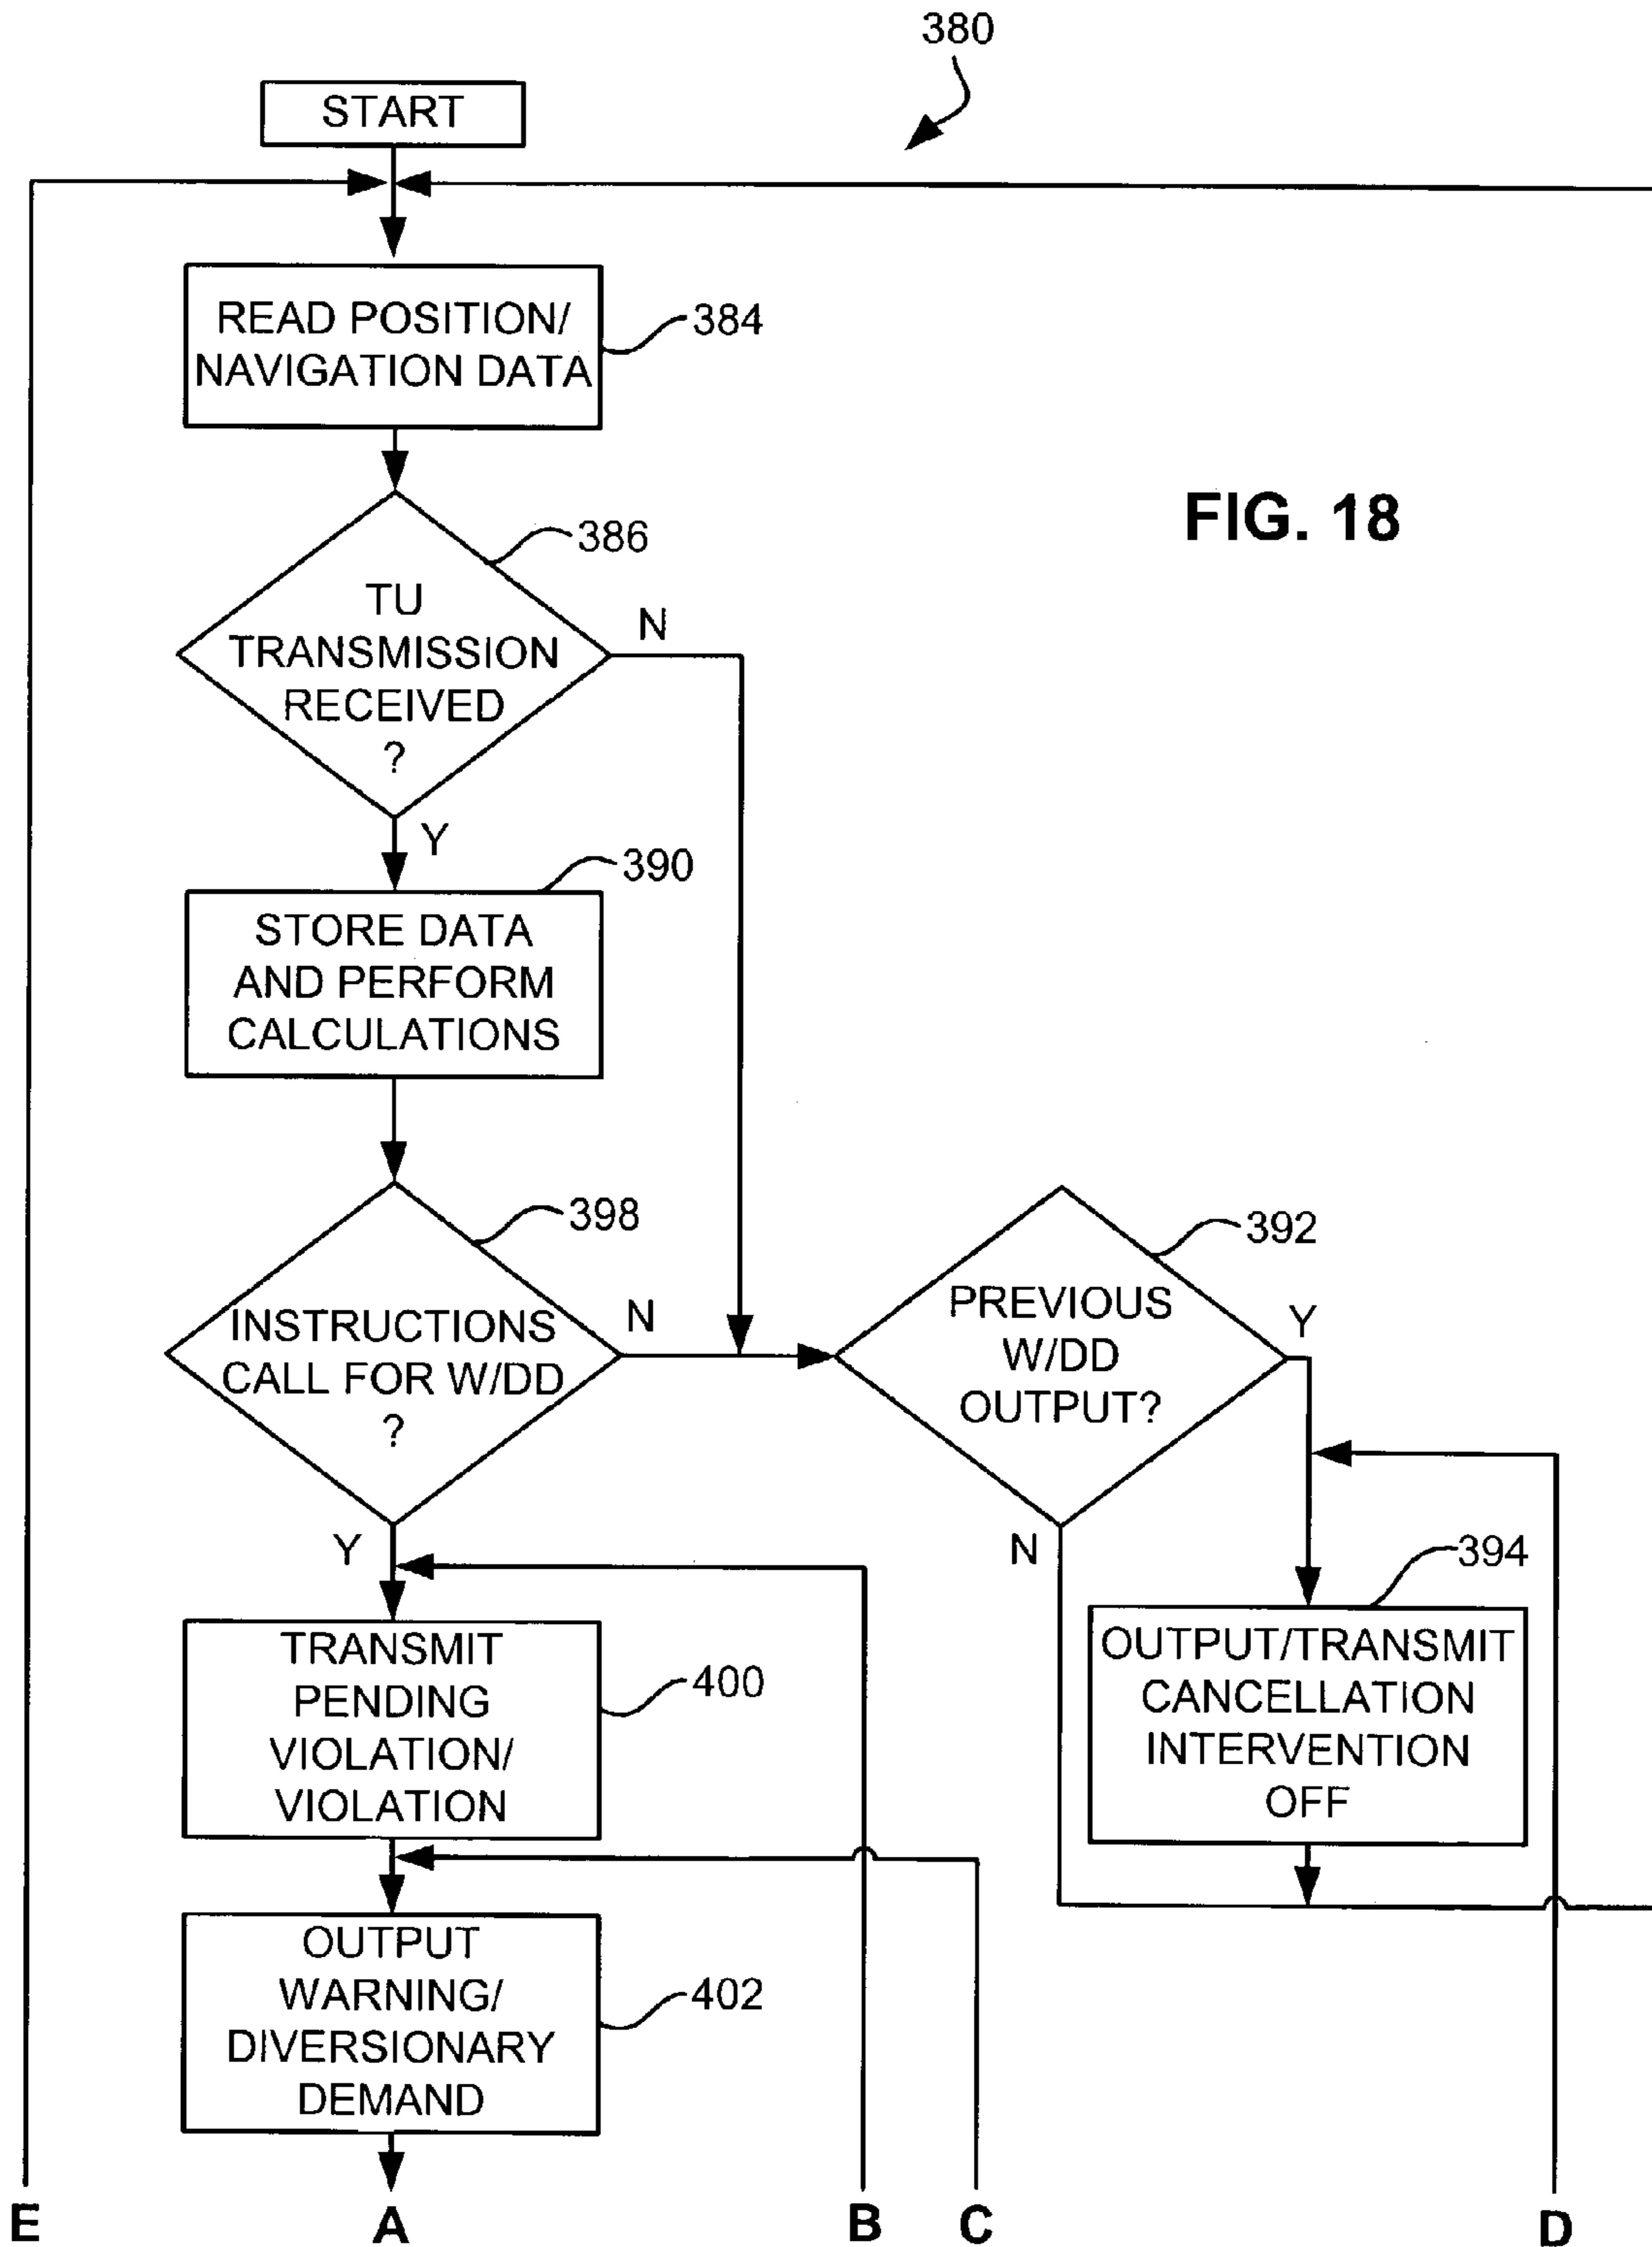 380
START
READ POSITION/
NAVIGATION DATA
384
FIG. 18
386
TU
TRANSMISSION
RECEIVED
?
N
Y
390
STORE DATA
AND PERFORM
CALCULATIONS
398
INSTRUCTIONS
CALL FOR W/DD
?
N
Y
392
PREVIOUS
W/DD
OUTPUT?
Y
N
394
OUTPUT/TRANSMIT
CANCELLATION
INTERVENTION
OFF
TRANSMIT
PENDING
VIOLATION/
VIOLATION
400
OUTPUT
WARNING/
DIVERSIONARY
DEMAND
402
E
A
B
C
D